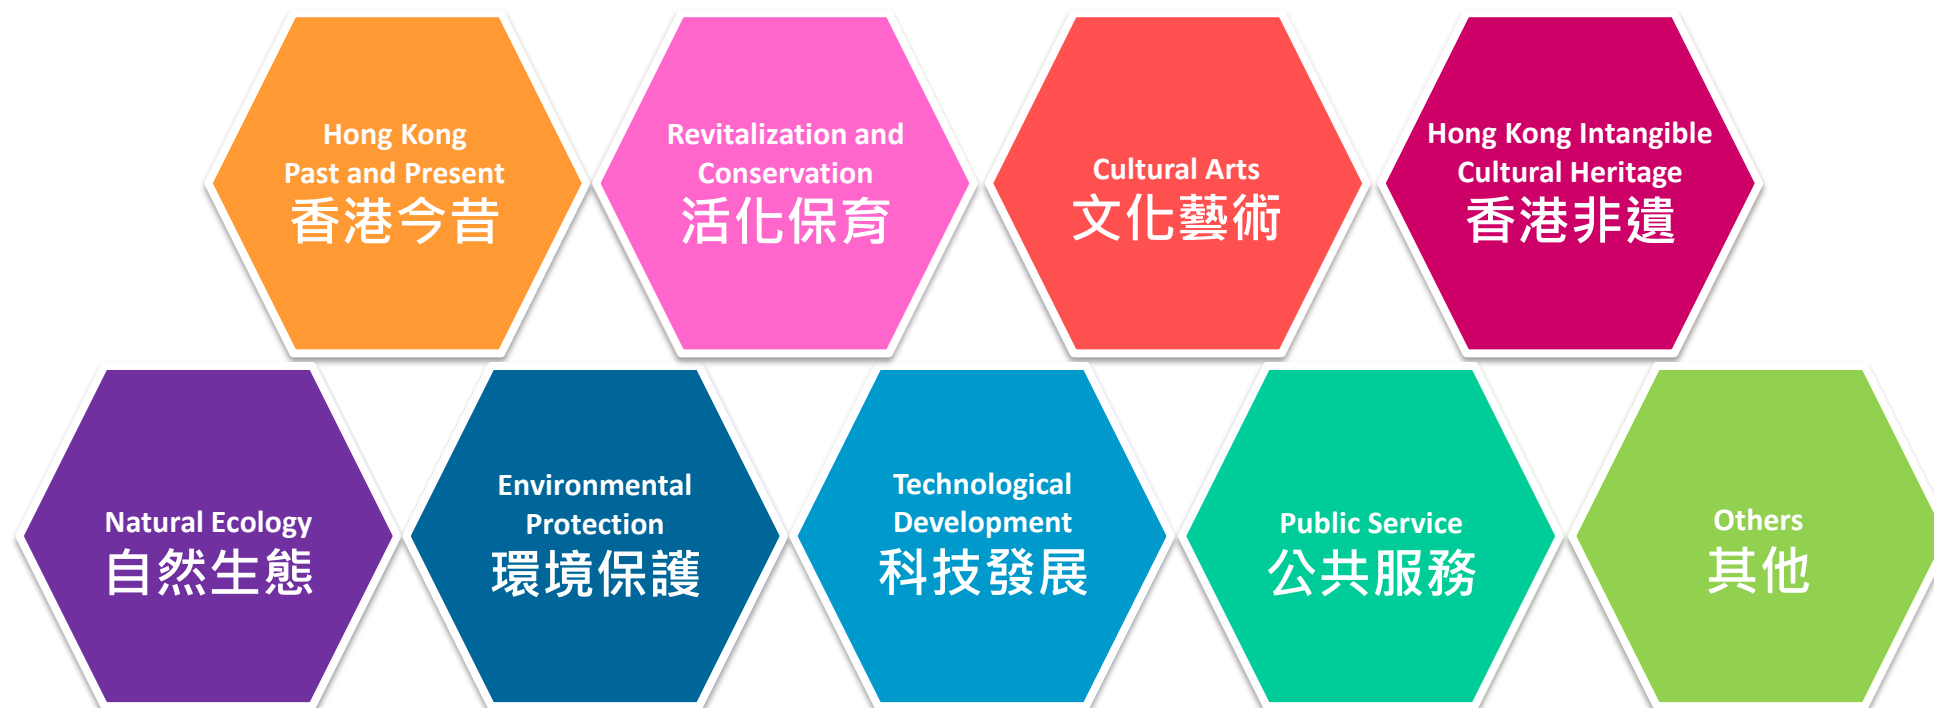 Hong Kong
Past and Present
香港今昔
Revitalization and
Conservation
活化保育
Cultural Arts
文化藝術
Hong Kong Intangible
Cultural Heritage
香港非遺
Natural Ecology
自然生態
Environmental
Protection
環境保護
Technological
Development
科技發展
Public Service
公共服務
Others
其他